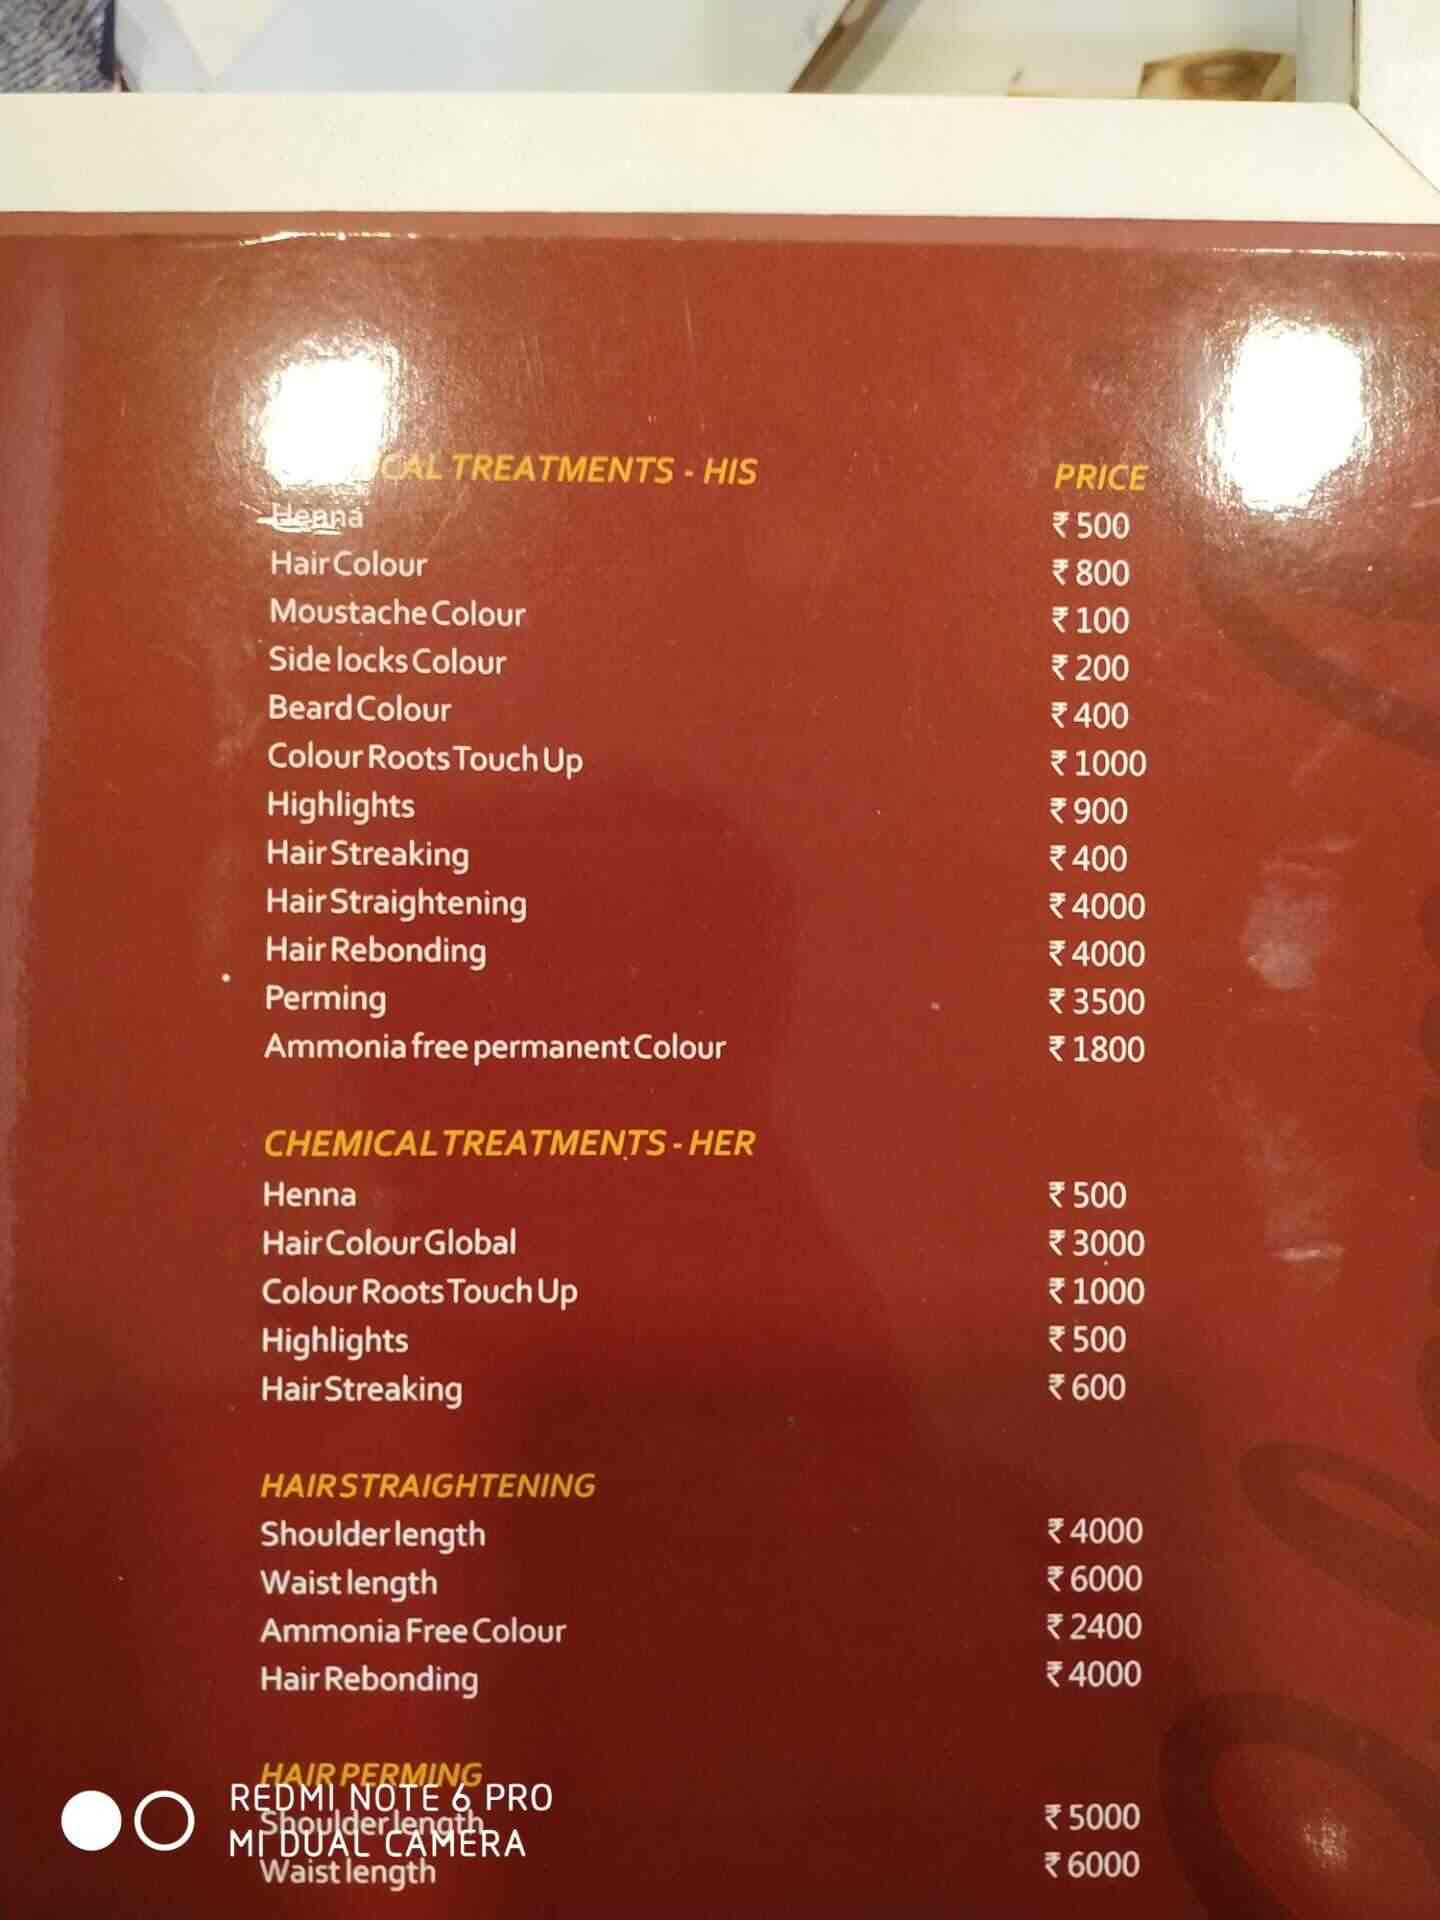 CAL TREATMENTS - HIS PRICE
Henna ₹ 500
Hair Colour ₹ 800
Moustache Colour ₹ 100
Side locks Colour ₹ 200
Beard Colour ₹ 400
Colour Roots Touch Up ₹ 1000
Highlights ₹ 900
Hair Streaking ₹ 400
Hair Straightening ₹ 4000
Hair Rebonding ₹ 4000
Perming ₹ 3500
Ammonia free permanent Colour ₹ 1800
CHEMICAL TREATMENTS - HER
Henna ₹ 500
Hair Colour Global ₹ 3000
Colour Roots Touch Up ₹ 1000
Highlights ₹ 500
Hair Streaking ₹ 600
HAIR STRAIGHTENING
Shoulder length ₹ 4000
Waist length ₹ 6000
Ammonia Free Colour ₹ 2400
Hair Rebonding ₹ 4000
HAIR PERMING
REDMI NOTE 6 PRO
Shoulder length ₹ 5000
MI DUAL CAMERA
Waist length ₹ 6000